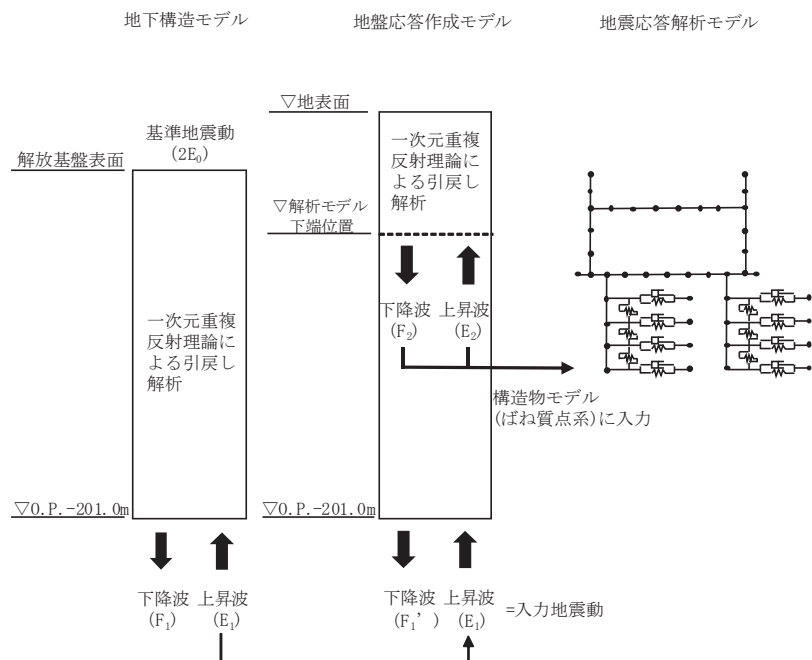 地下構造モデル
地盤応答作成モデル
地震応答解析モデル
▽地表面
基準地震動
(2E₀)
解放基盤表面
一次元重複
反射理論に
よる引戻し
解析
▽解析モデル
下端位置
一次元重複
反射理論に
よる引戻し
解析
下降波
(F₂)
上昇波
(E₂)
構造物モデル
(ばね質点系)に入力
▽O.P.-201.0m
▽O.P.-201.0m
下降波
(F₁)
上昇波
(E₁)
下降波
(F₁’)
上昇波
(E₁)
=入力地震動